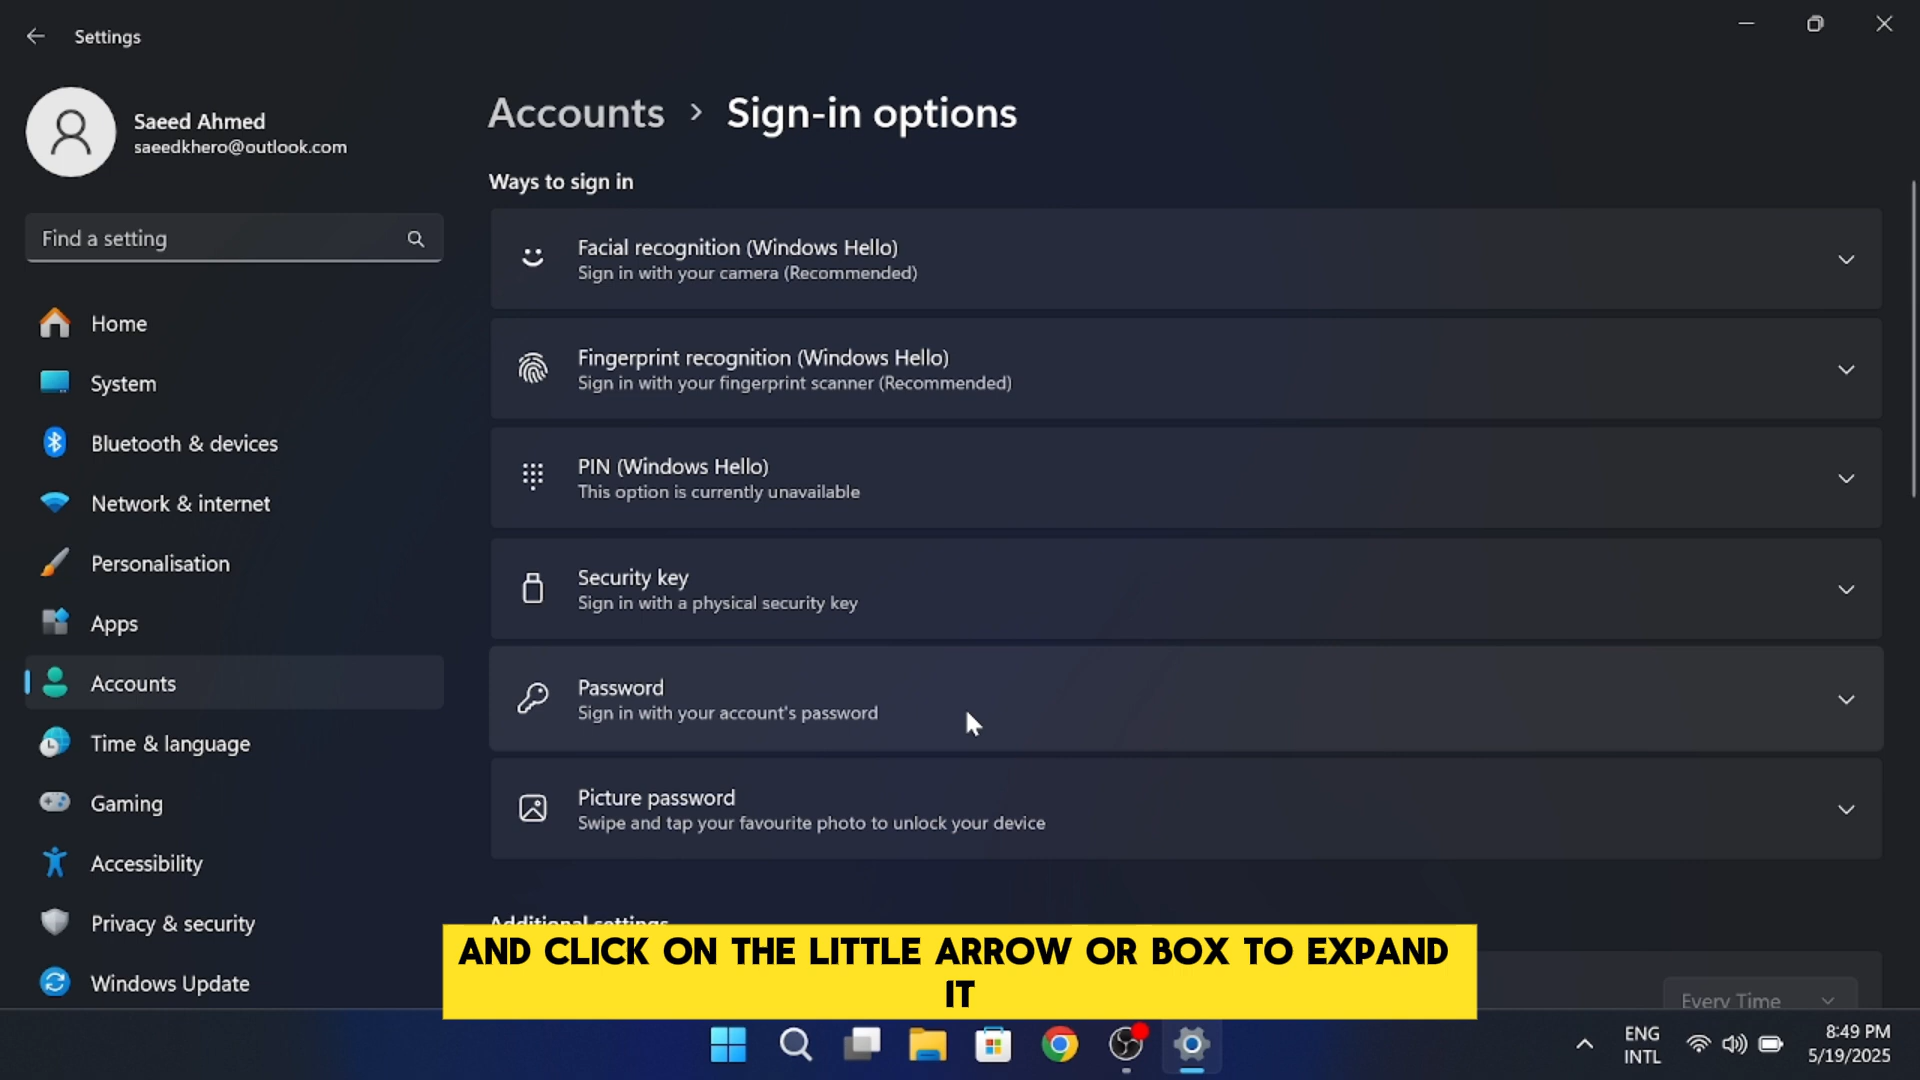 Settings
Saeed Ahmed
saeedkhero@outlook.com
Find a setting
Home
System
Bluetooth & devices
Network & internet
Personalisation
Apps
Accounts
Time & language
Gaming
Accessibility
Privacy & security
Windows Update
Accounts > Sign-in options
Ways to sign in
Facial recognition (Windows Hello)
Sign in with your camera (Recommended)
Fingerprint recognition (Windows Hello)
Sign in with your fingerprint scanner (Recommended)
PIN (Windows Hello)
This option is currently unavailable
Security key
Sign in with a physical security key
Password
Sign in with your account's password
Picture password
Swipe and tap your favourite photo to unlock your device
Additional settings
Every Time
AND CLICK ON THE LITTLE ARROW OR BOX TO EXPAND
IT
ENG
INTL
8:49 PM
5/19/2025